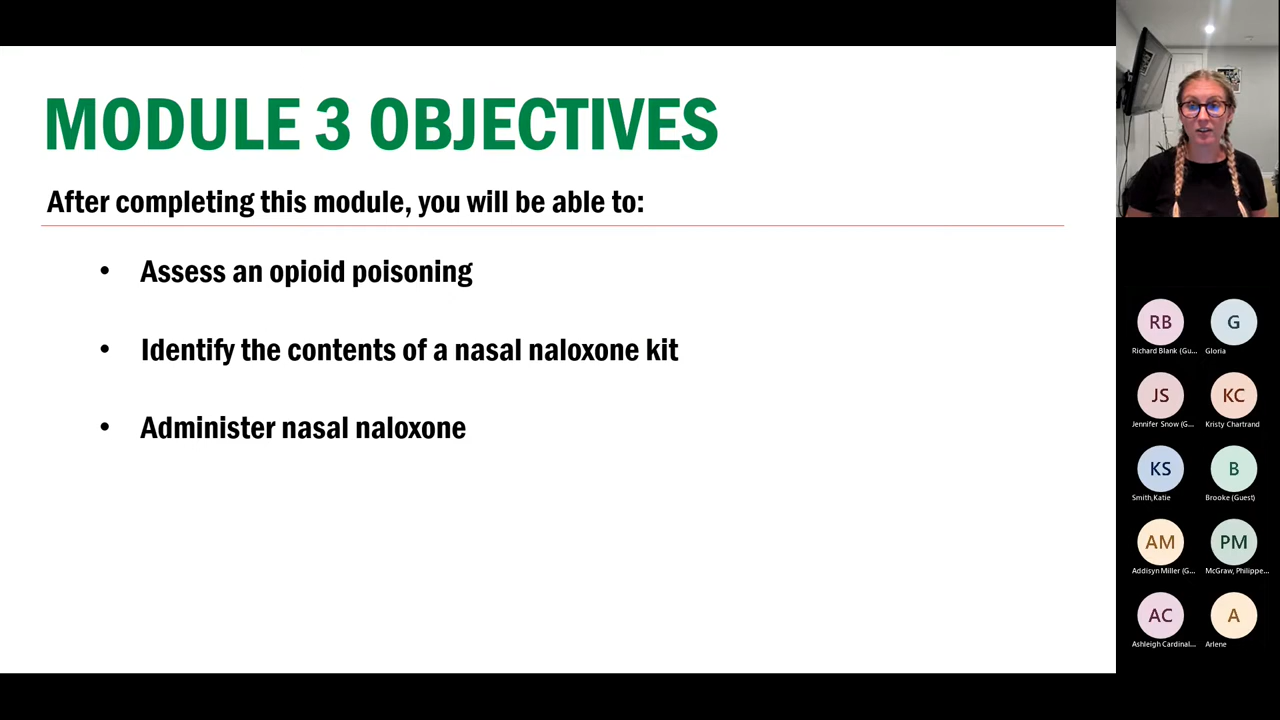 MODULE 3 OBJECTIVES
After completing this module, you will be able to:
• Assess an opioid poisoning
• Identify the contents of a nasal naloxone kit
• Administer nasal naloxone
RB
G
Richard Blank (Gu...
Gloria
JS
KC
Jennifer Snow (G...
Kristy Chartrand
KS
B
Smith,Katie
Brooke (Guest)
AM
PM
Addisyn Miller (G...
McGraw, Philippe...
AC
A
Ashleigh Cardinal...
Arlene